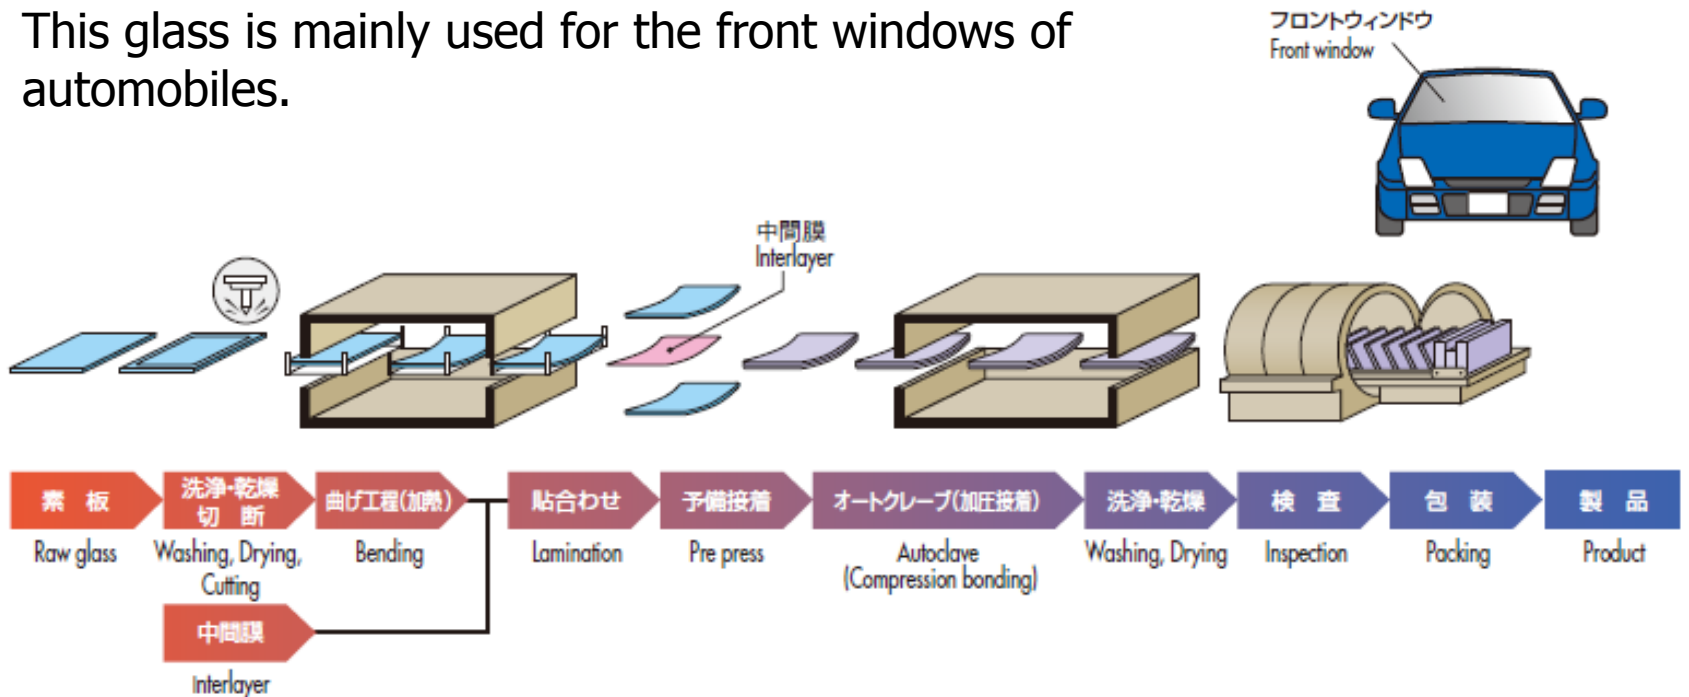 This glass is mainly used for the front windows of
automobiles.
フロントウィンドウ
Front window
中間膜
Interlayer
素 板
Raw glass
洗浄・乾燥
切 断
Washing, Drying,
Cutting
曲げ工程(加熱)
Bending
貼合わせ
Lamination
予備接着
Pre press
オートクレーブ(加圧接着)
Autoclave
(Compression bonding)
洗浄・乾燥
Washing, Drying
検 査
Inspection
包 装
Packing
製 品
Product
中間膜
Interlayer